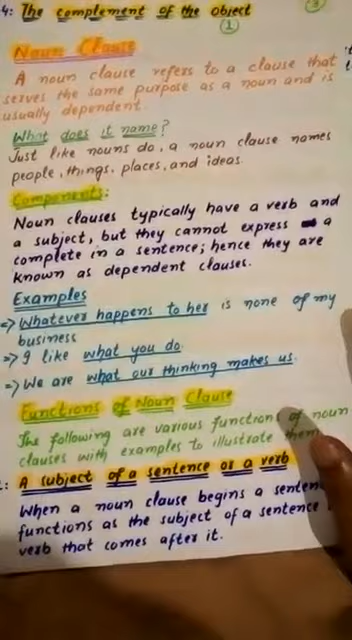 4: The complement of the object
1
3
Noun Clause
A noun clause refers to a clause that
serves the same purpose as a noun and is
usually dependent.
What does it name?
Just like nouns do, a noun clause names
people, things, places, and ideas
Components:
Noun clauses typically have a verb and
a subject, but they cannot express a
complete in a sentence; hence they are
known as dependent clauses.
Examples
=> Whatever happens to her is none of my
business
=> I like what you do.
=> We are what our thinking makes us.
Functions of Noun Clause
The following are various function of noun
clauses with examples to illustrate them
1: A subject of a sentence or a verb
When a noun clause begins a senten
functions as the subject of a sentence
verb that comes after it.